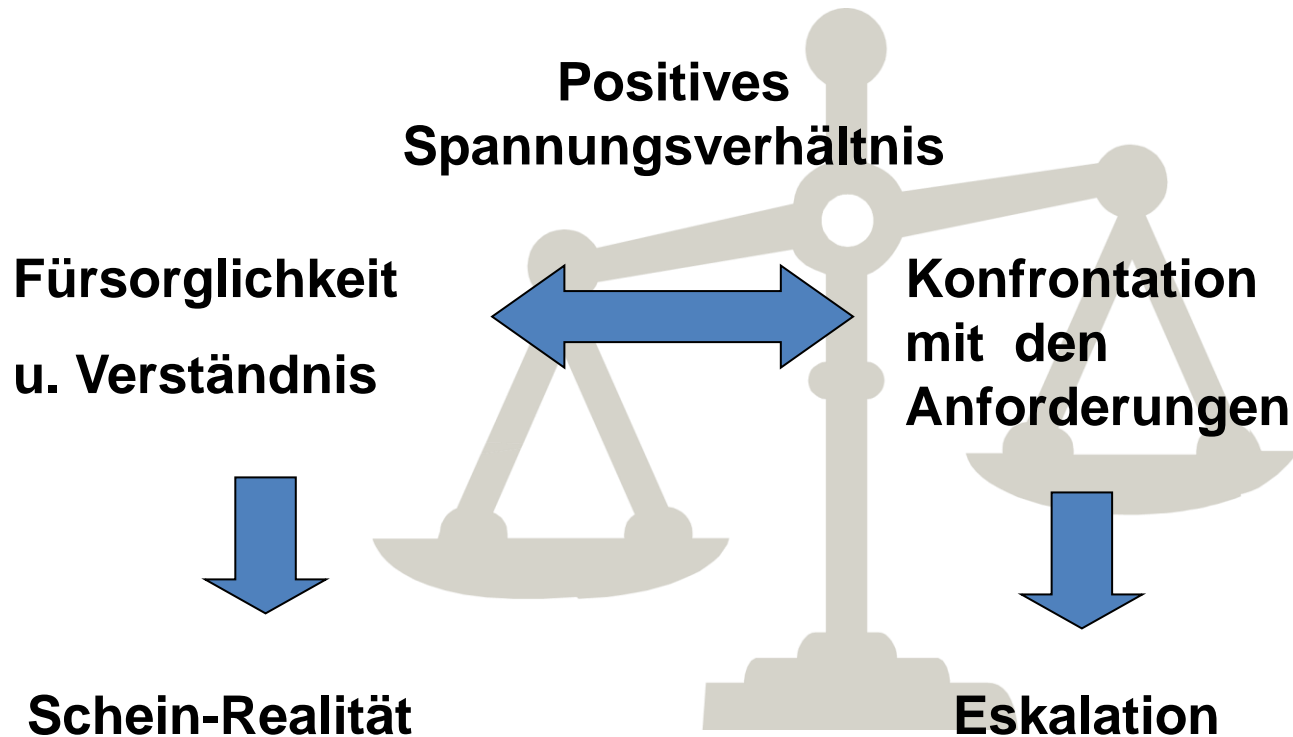 Positives
Spannungsverhältnis
Fürsorglichkeit
u. Verständnis
Konfrontation
mit den
Anforderungen
Schein-Realität
Eskalation